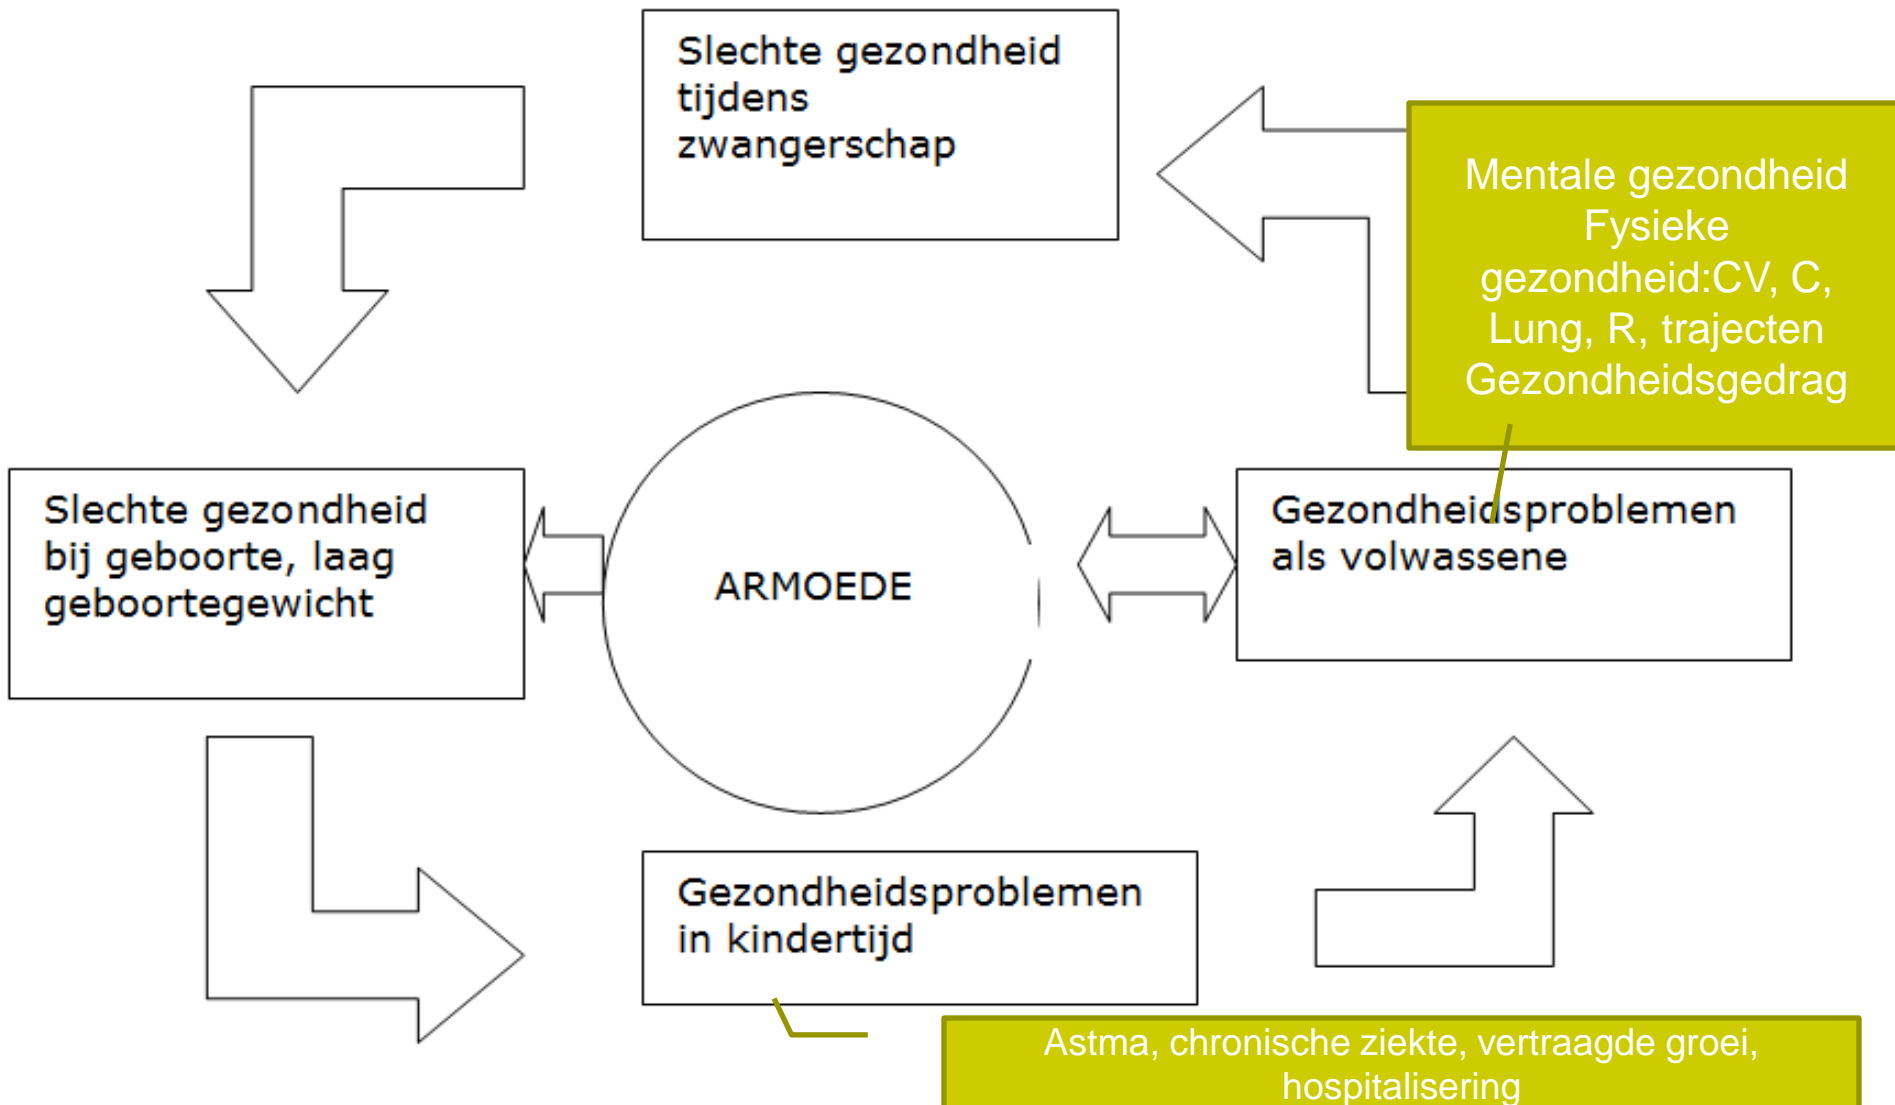 Slechte gezondheid
tijdens
zwangerschap
Mentale gezondheid
Fysieke
gezondheid:CV, C,
Lung, R, trajecten
Gezondheidsgedrag
Slechte gezondheid
bij geboorte, laag
geboortegewicht
ARMOEDE
Gezondheidsproblemen
als volwassene
Gezondheidsproblemen
in kindertijd
Astma, chronische ziekte, vertraagde groei,
hospitalisering